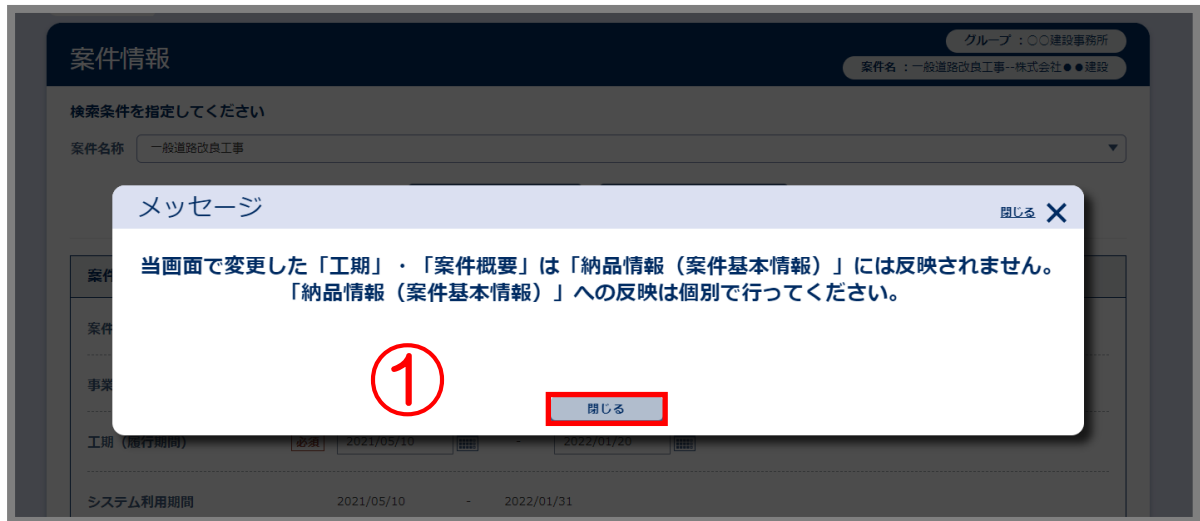 案件情報
グループ ：○○建設事務所
案件名 ：一般道路改良工事--株式会社●●建設
検索条件を指定してください
案件名称 一般道路改良工事
メッセージ
閉じる
当画面で変更した「工期」・「案件概要」は「納品情報（案件基本情報）」には反映されません。
「納品情報（案件基本情報）」への反映は個別で行ってください。
案件
案件
事業
①
閉じる
工期（履行期間） 必須 2021/05/10 - 2022/01/20
システム利用期間 2021/05/10 - 2022/01/31